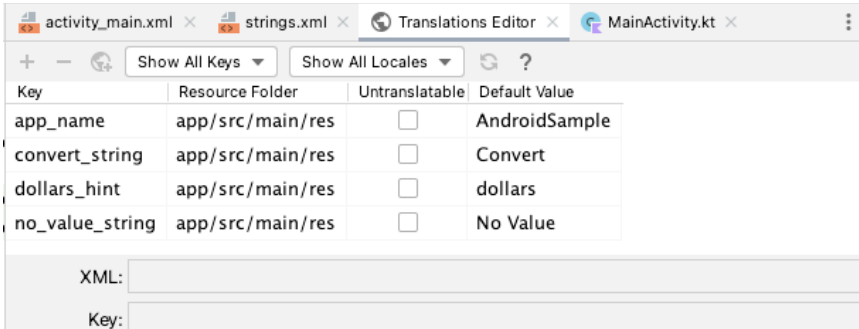 activity_main.xml strings.xml Translations Editor MainActivity.kt
Show All Keys Show All Locales ?
Key Resource Folder Untranslatable Default Value
app_name app/src/main/res AndroidSample
convert_string app/src/main/res Convert
dollars_hint app/src/main/res dollars
no_value_string app/src/main/res No Value
XML:
Key: